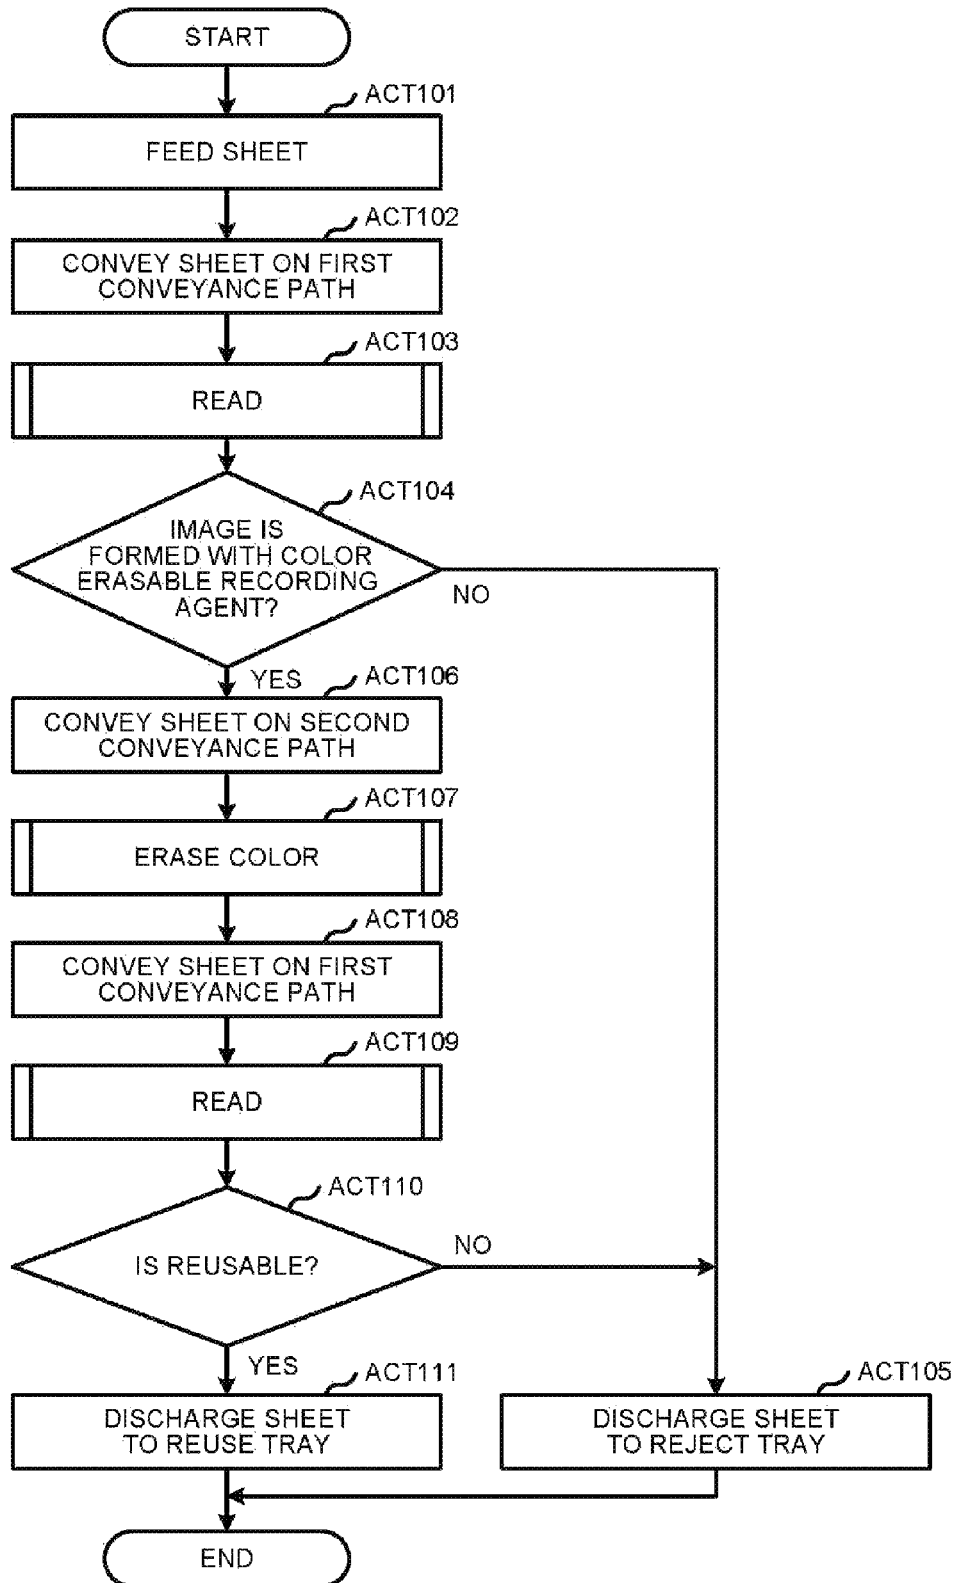 START
ACT101
FEED SHEET
ACT102
CONVEY SHEET ON FIRST
CONVEYANCE PATH
ACT103
READ
ACT104
IMAGE IS
FORMED WITH COLOR
ERASABLE RECORDING
AGENT?
NO
YES
ACT106
CONVEY SHEET ON SECOND
CONVEYANCE PATH
ACT107
ERASE COLOR
ACT108
CONVEY SHEET ON FIRST
CONVEYANCE PATH
ACT109
READ
ACT110
IS REUSABLE?
NO
YES
ACT111
DISCHARGE SHEET
TO REUSE TRAY
ACT105
DISCHARGE SHEET
TO REJECT TRAY
END